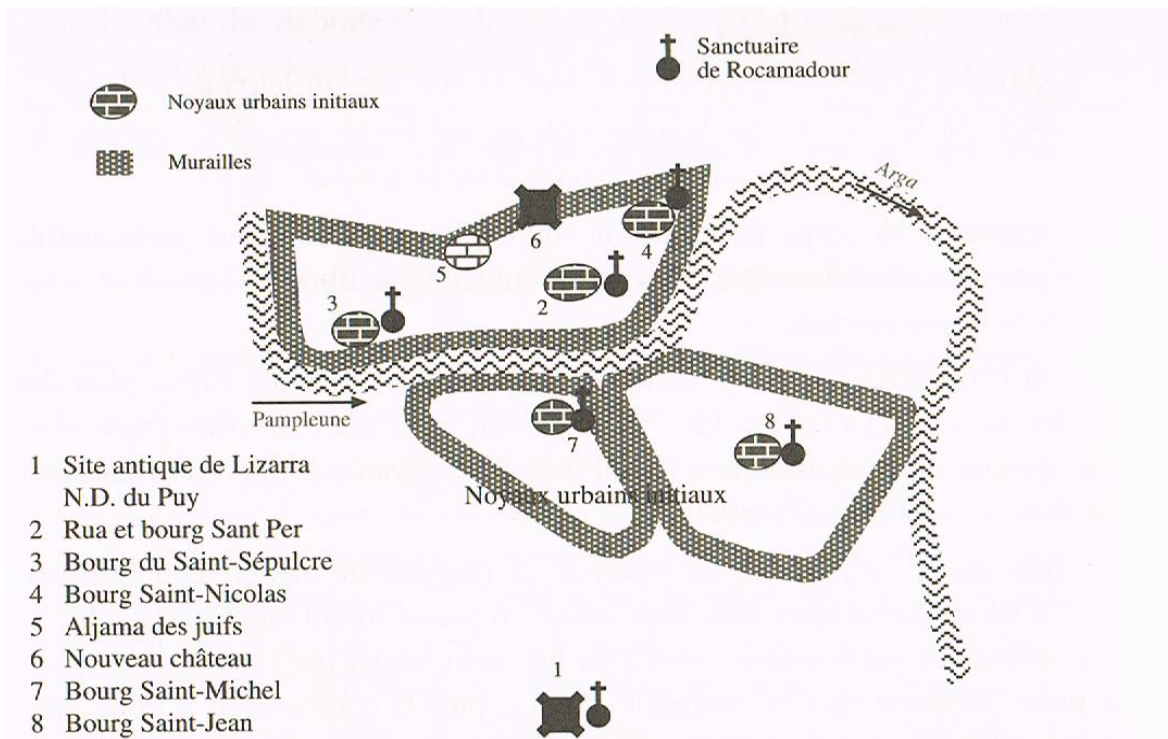 Sanctuaire
de Rocamadour
Noyaux urbains initiaux
Murailles
Arga
6
4
5
2
3
Pampleune
7
8
Noyaux urbains initiaux
1 Site antique de Lizarra
N.D. du Puy
2 Rua et bourg Sant Per
3 Bourg du Saint-Sépulcre
4 Bourg Saint-Nicolas
5 Aljama des juifs
6 Nouveau château
7 Bourg Saint-Michel
8 Bourg Saint-Jean
1